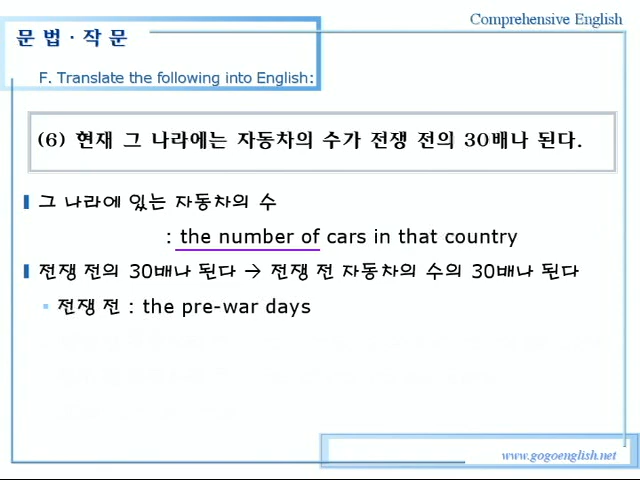 Comprehensive English
문 법 · 작 문
F. Translate the following into English:
(6) 현재 그 나라에는 자동차의 수가 전쟁 전의 30배나 된다.
그 나라에 있는 자동차의 수
: the number of cars in that country
전쟁 전의 30배나 된다 → 전쟁 전 자동차의 수의 30배나 된다
전쟁 전 : the pre-war days
www.gogoenglish.net